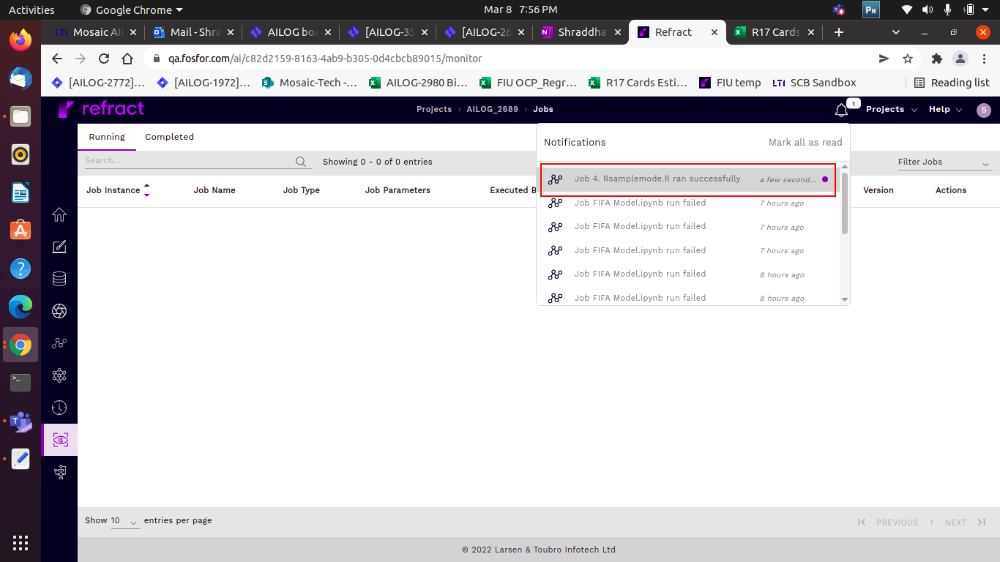 Activities Google Chrome Mar 8 7:56 PM
LTI Mosaic AI Mail - Shra AILOG boa [AILOG-35 [AILOG-26 Shraddha Refract R17 Cards
qa.fosfor.com/ai/c82d2159-8163-4ab9-b305-0d4cbcb89015/monitor
[AILOG-2772]... [AILOG-1972]... Mosaic-Tech -... AILOG-2980 Bi... FIU OCP_Regr... R17 Cards Esti... FIU temp LTI SCB Sandbox Reading list
refract Projects › AILOG_2689 › Jobs 1 Projects Help S
Running Completed
Notifications Mark all as read
Search... Showing 0 - 0 of 0 entries Filter Jobs
Job Instance Job Name Job Type Job Parameters Executed B Version Actions
Job 4. Rsamplemode.R ran successfully a few second...
Job FIFA Model.ipynb run failed 7 hours ago
Job FIFA Model.ipynb run failed 7 hours ago
Job FIFA Model.ipynb run failed 7 hours ago
Job FIFA Model.ipynb run failed 8 hours ago
Job FIFA Model.ipynb run failed 8 hours ago
Show 10 entries per page PREVIOUS 1 NEXT
© 2022 Larsen & Toubro Infotech Ltd